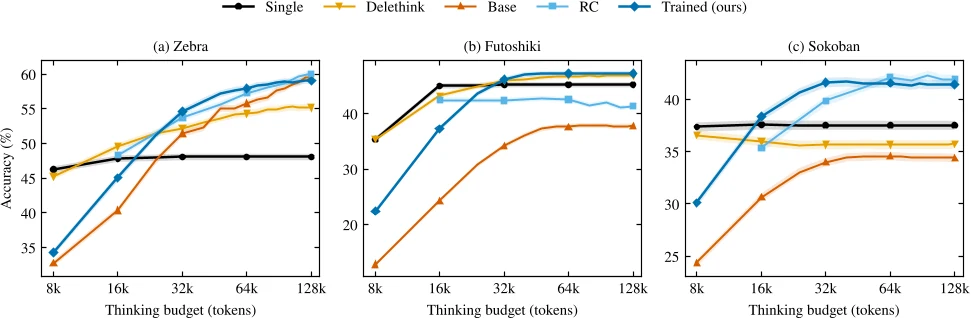 Single Delethink Base RC Trained (ours)
(a) Zebra
(b) Futoshiki
(c) Sokoban
Accuracy (%)
60
55
50
45
40
35
8k 16k 32k 64k 128k
Thinking budget (tokens)
40
30
20
8k 16k 32k 64k 128k
Thinking budget (tokens)
40
35
30
25
8k 16k 32k 64k 128k
Thinking budget (tokens)